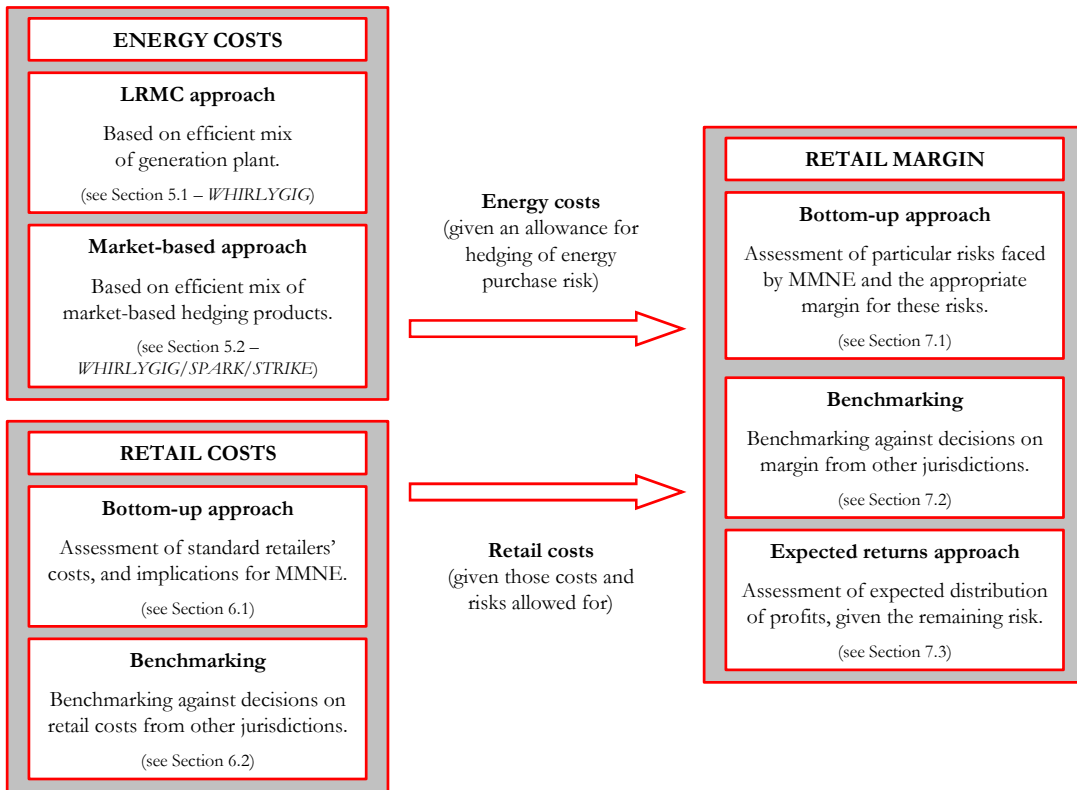 ENERGY COSTS
LRMC approach
Based on efficient mix
of generation plant.
(see Section 5.1 – WHIRLYGIG)
Market-based approach
Based on efficient mix of
market-based hedging products.
(see Section 5.2 –
WHIRLYGIG/SPARK/STRIKE)
RETAIL COSTS
Bottom-up approach
Assessment of standard retailers’
costs, and implications for MMNE.
(see Section 6.1)
Benchmarking
Benchmarking against decisions on
retail costs from other jurisdictions.
(see Section 6.2)
Energy costs
(given an allowance for
hedging of energy
purchase risk)
Retail costs
(given those costs and
risks allowed for)
RETAIL MARGIN
Bottom-up approach
Assessment of particular risks faced
by MMNE and the appropriate
margin for these risks.
(see Section 7.1)
Benchmarking
Benchmarking against decisions on
margin from other jurisdictions.
(see Section 7.2)
Expected returns approach
Assessment of expected distribution
of profits, given the remaining risk.
(see Section 7.3)